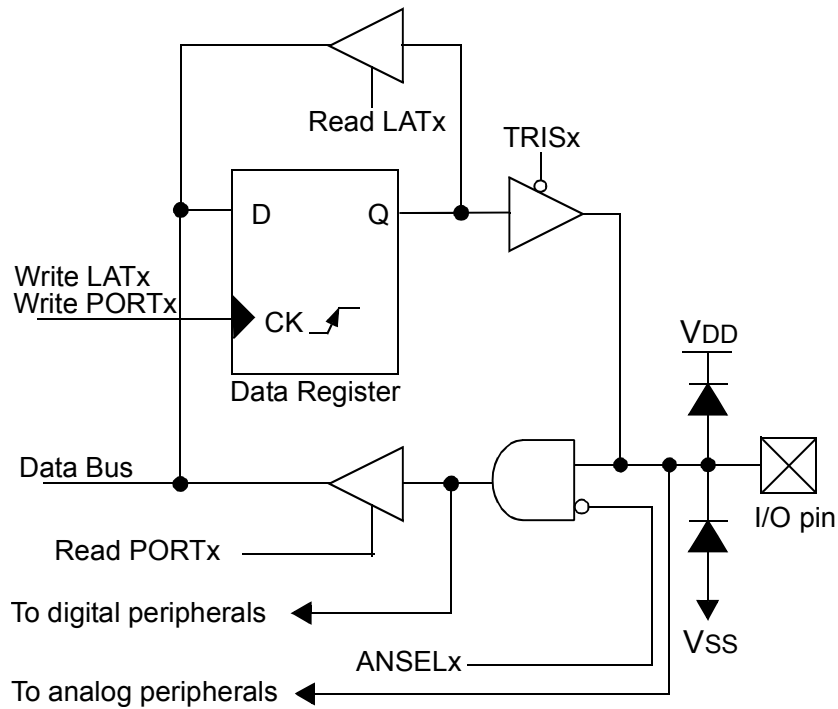 Read LATx
TRISx
D
Q
Write LATx
Write PORTx
CK
Data Register
VDD
Data Bus
I/O pin
Read PORTx
To digital peripherals
VSS
ANSELx
To analog peripherals